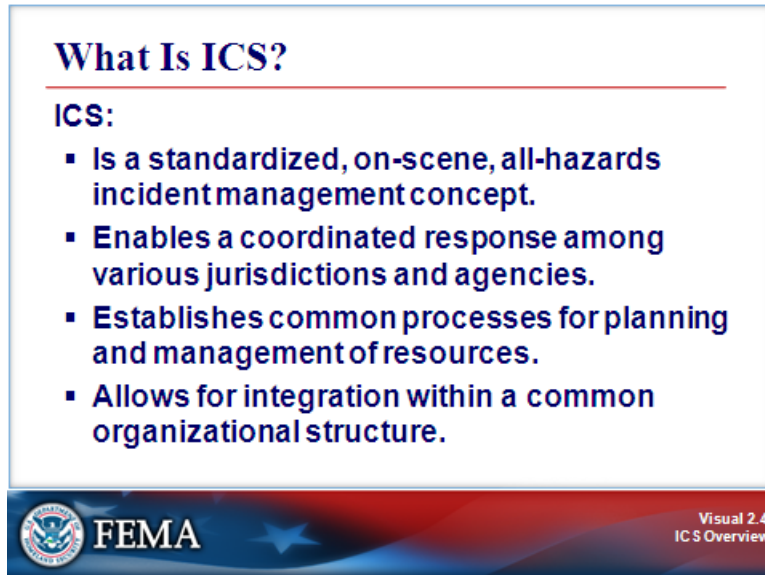 What Is ICS?
ICS:
▪ Is a standardized, on-scene, all-hazards
incident management concept.
▪ Enables a coordinated response among
various jurisdictions and agencies.
▪ Establishes common processes for planning
and management of resources.
▪ Allows for integration within a common
organizational structure.
FEMA
Visual 2.4
ICS Overview